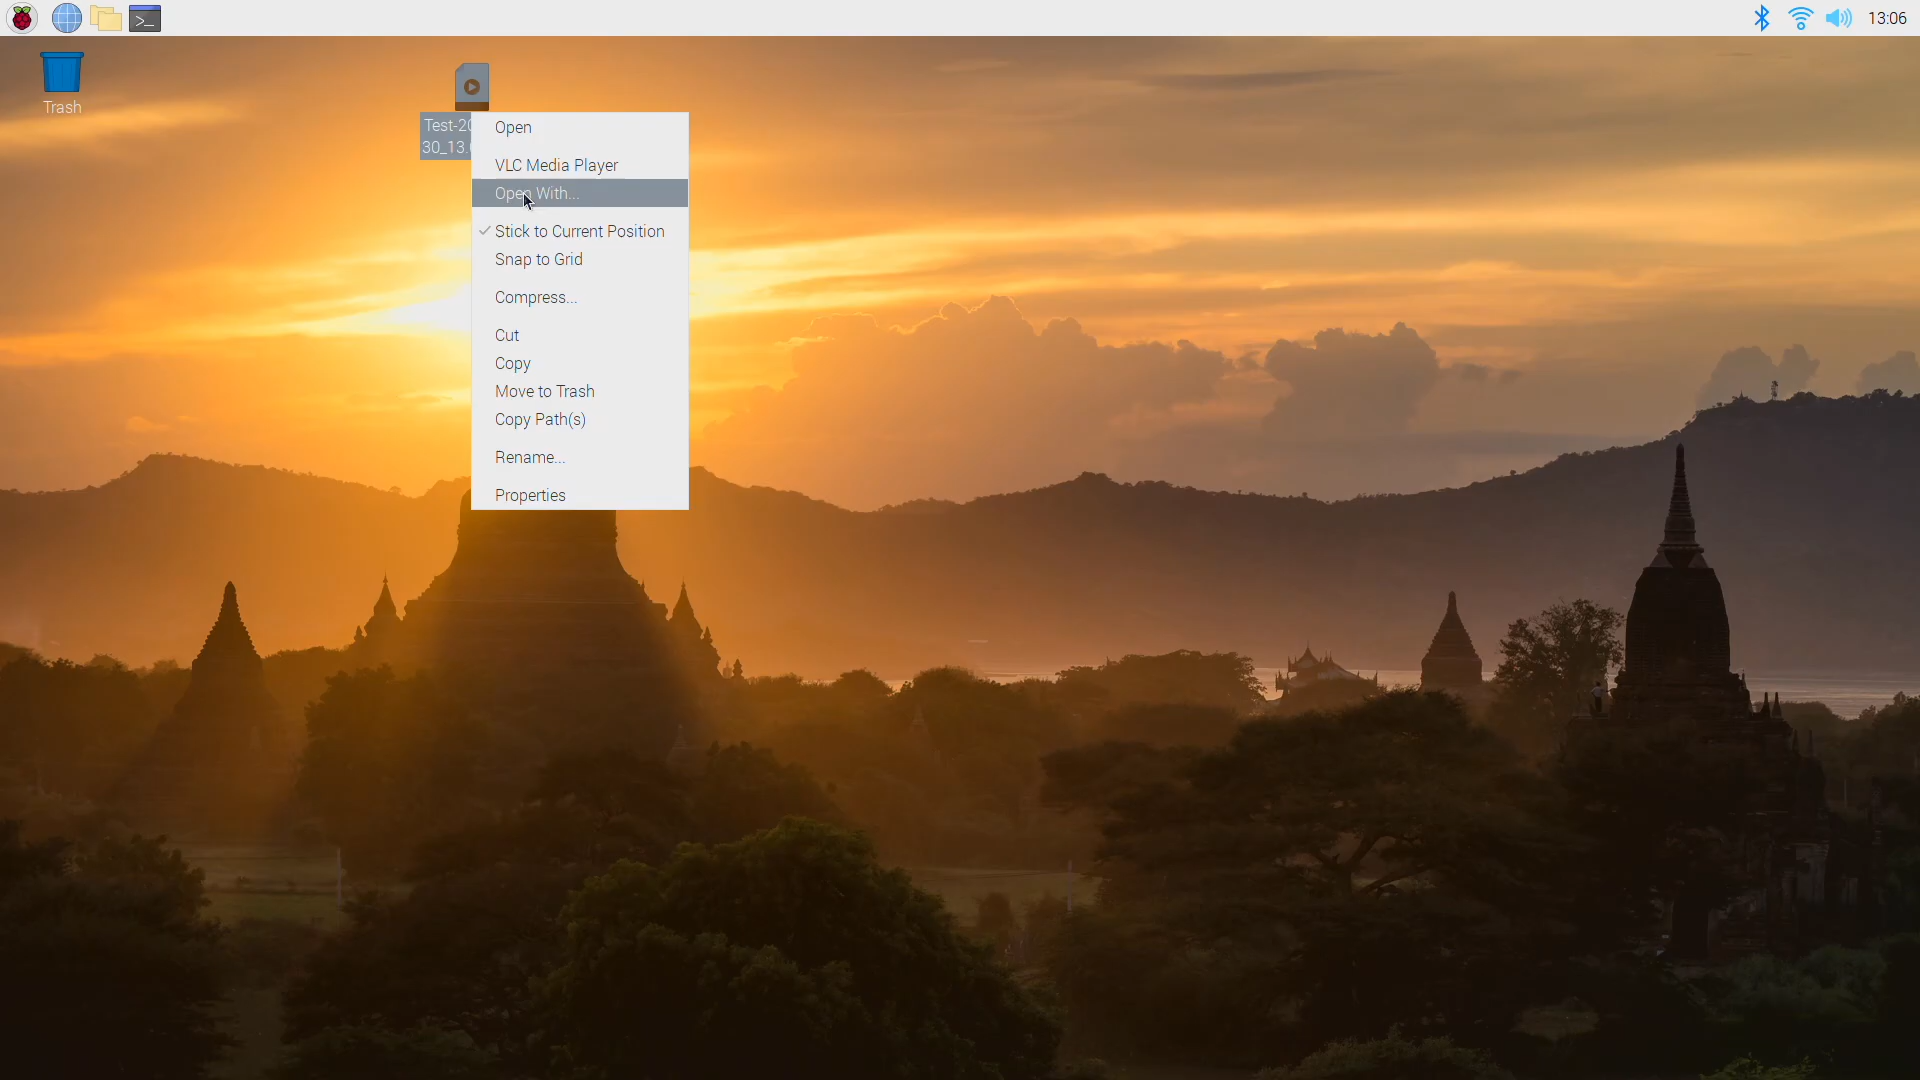 >_
13:06
Trash
Test-20
30_13.
Open
VLC Media Player
Open With...
Stick to Current Position
Snap to Grid
Compress...
Cut
Copy
Move to Trash
Copy Path(s)
Rename...
Properties